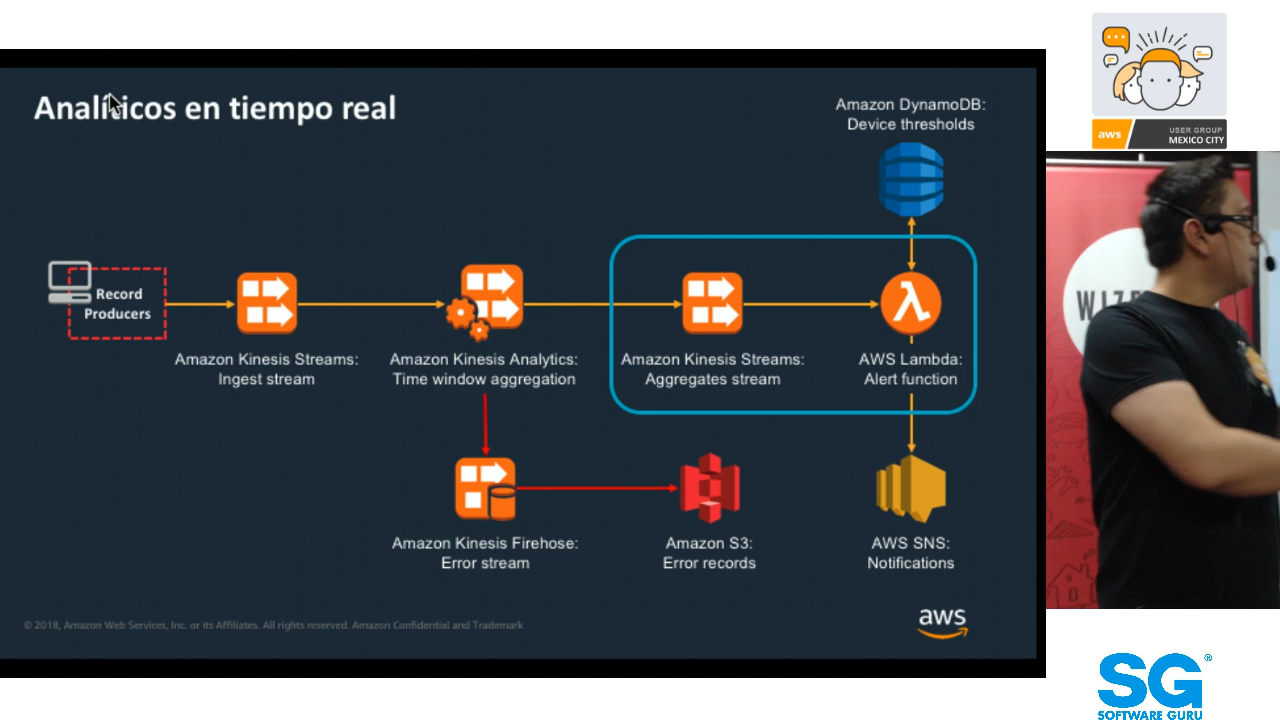 Analíticos en tiempo real
Amazon DynamoDB:
Device thresholds
Record
Producers
Amazon Kinesis Streams:
Ingest stream
Amazon Kinesis Analytics:
Time window aggregation
Amazon Kinesis Streams:
Aggregates stream
AWS Lambda:
Alert function
Amazon Kinesis Firehose:
Error stream
Amazon S3:
Error records
AWS SNS:
Notifications
© 2018, Amazon Web Services, Inc. or its Affiliates. All rights reserved. Amazon Confidential and Trademark
aws
aws
USER GROUP
MEXICO CITY
SG
®
SOFTWARE GURU